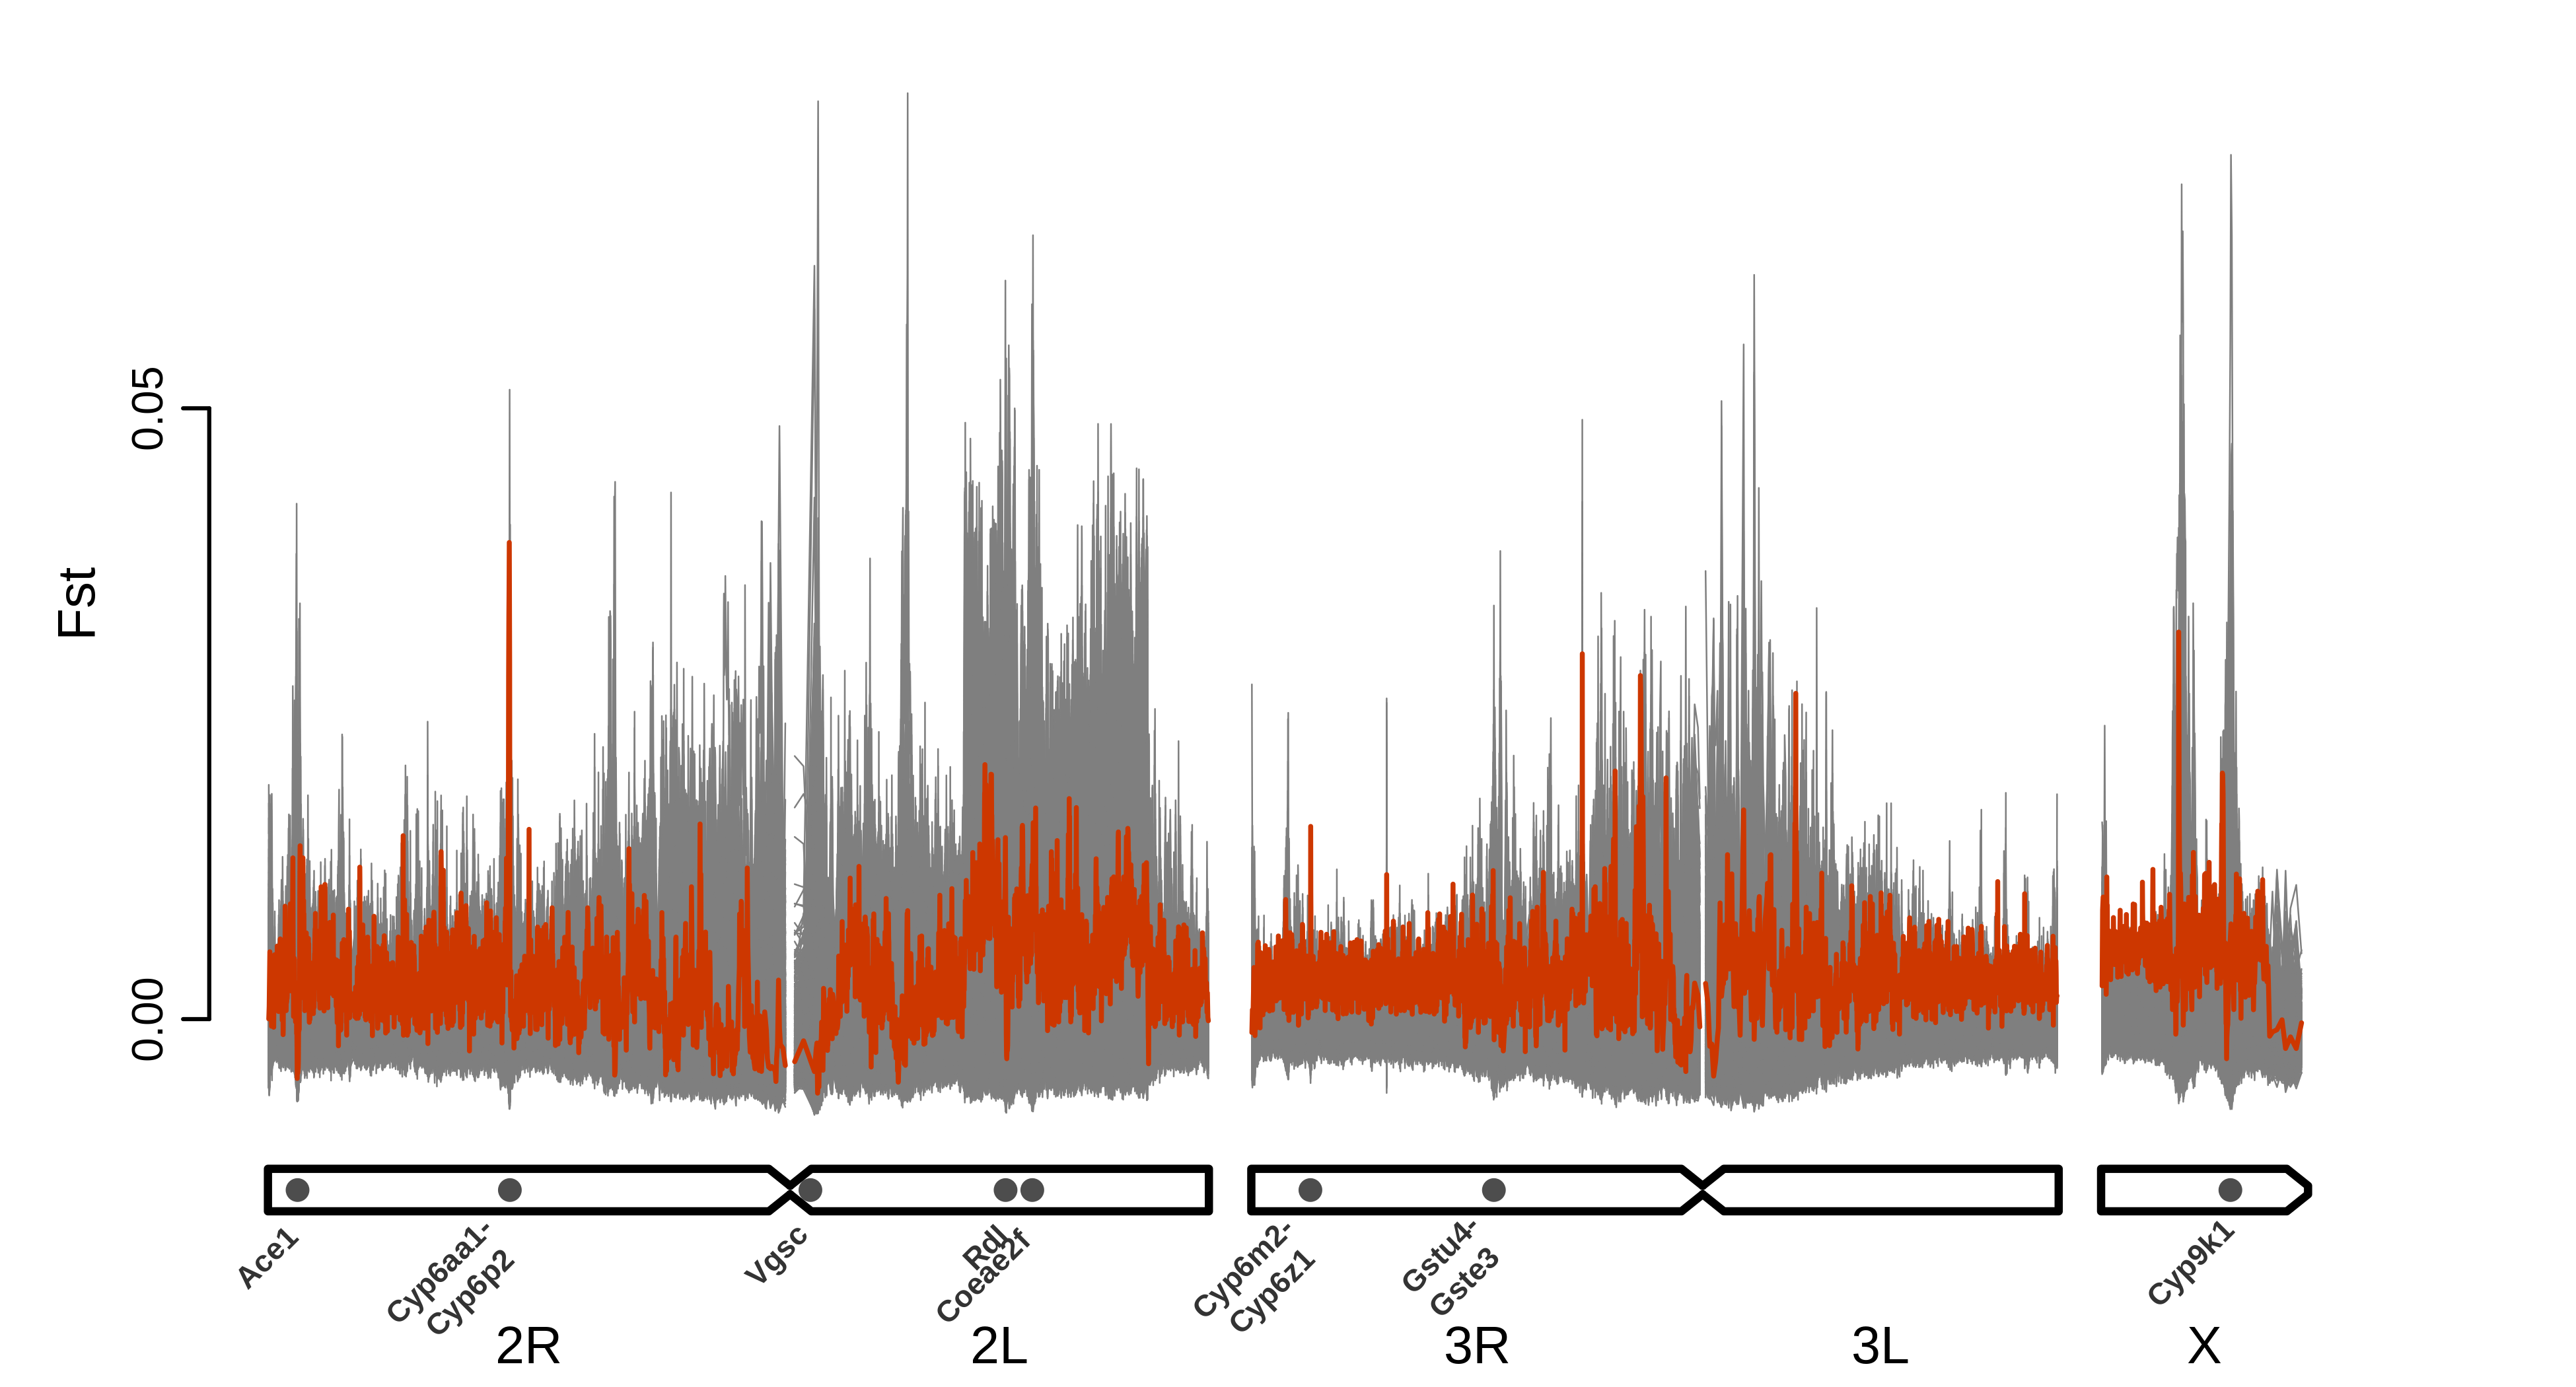 Fst
0.05
0.00
Ace1
Cyp6aa1-
Cyp6p2
Vgsc
Rdl
Coeae2f
Cyp6m2-
Cyp6z1
Gstu4-
Gste3
Cyp9k1
2R
2L
3R
3L
X